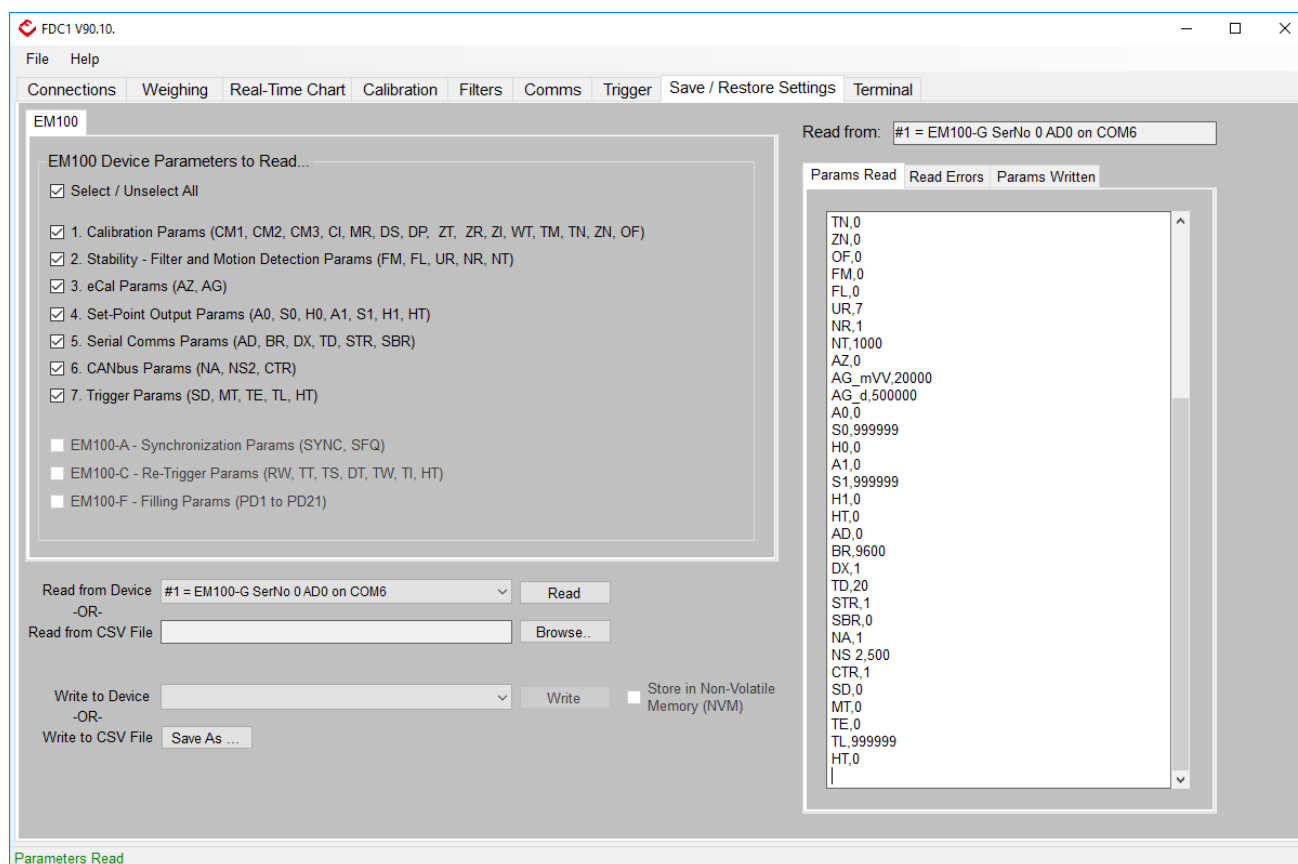 FDC1 V90.10.
File Help
Connections Weighing Real-Time Chart Calibration Filters Comms Trigger Save / Restore Settings Terminal
EM100
EM100 Device Parameters to Read...
Select / Unselect All
1. Calibration Params (CM1, CM2, CM3, CI, MR, DS, DP, ZT, ZR, ZI, WT, TM, TN, ZN, OF)
2. Stability - Filter and Motion Detection Params (FM, FL, UR, NR, NT)
3. eCal Params (AZ, AG)
4. Set-Point Output Params (A0, S0, H0, A1, S1, H1, HT)
5. Serial Comms Params (AD, BR, DX, TD, STR, SBR)
6. CANbus Params (NA, NS2, CTR)
7. Trigger Params (SD, MT, TE, TL, HT)
EM100-A - Synchronization Params (SYNC, SFQ)
EM100-C - Re-Trigger Params (RW, TT, TS, DT, TW, TI, HT)
EM100-F - Filling Params (PD1 to PD21)
Read from Device #1 = EM100-G SerNo 0 AD0 on COM6 Read
-OR-
Read from CSV File Browse..
Write to Device Write Store in Non-Volatile
Memory (NVM)
-OR-
Write to CSV File Save As ...
Read from: #1 = EM100-G SerNo 0 AD0 on COM6
Params Read Read Errors Params Written
TN,0
ZN,0
OF,0
FM,0
FL,0
UR,7
NR,1
NT,1000
AZ,0
AG_mVV,20000
AG_d,500000
A0,0
S0,999999
H0,0
A1,0
S1,999999
H1,0
HT,0
AD,0
BR,9600
DX,1
TD,20
STR,1
SBR,0
NA,1
NS 2,500
CTR,1
SD,0
MT,0
TE,0
TL,999999
HT,0
Parameters Read